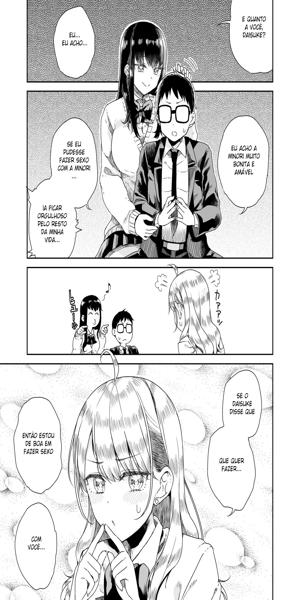 E QUANTO
A VOCÊ,
DAISUKE?
EU...
EU ACHO...
EU ACHO A
MINORI MUITO
BONITA E
AMÁVEL
SE EU
PUDESSE
FAZER SEXO
COM A MINORI
...
IA FICAR
ORGULHOSO
PELO RESTO
DA MINHA
VIDA...
SE O
DAISUKE
DISSE QUE
QUE QUER
FAZER...
ENTÃO ESTOU
DE BOA EM
FAZER SEXO
COM
VOCÊ...